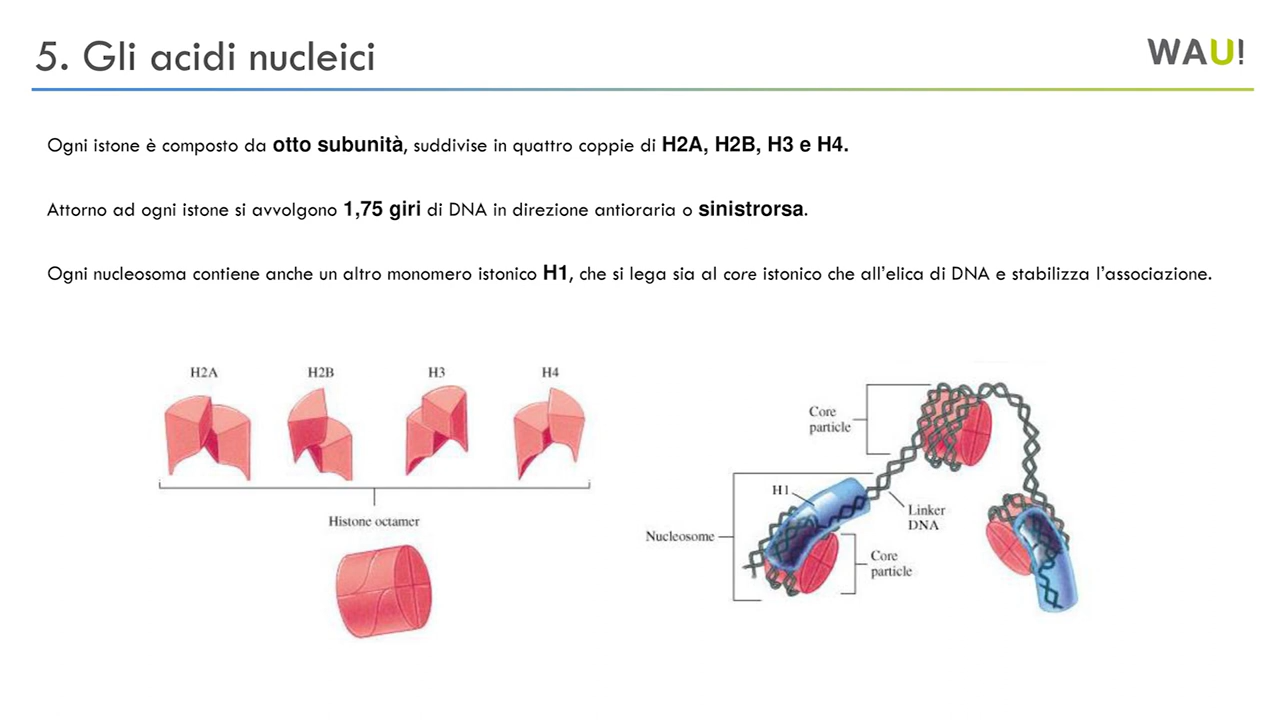 5. Gli acidi nucleici
WAU!
Ogni istone è composto da otto subunità, suddivise in quattro coppie di H2A, H2B, H3 e H4.
Attorno ad ogni istone si avvolgono 1,75 giri di DNA in direzione antioraria o sinistrorsa.
Ogni nucleosoma contiene anche un altro monomero istonico H1, che si lega sia al core istonico che all'elica di DNA e stabilizza l'associazione.
H2A
H2B
H3
H4
Histone octamer
Core
particle
H1
Linker
DNA
Nucleosome
Core
particle